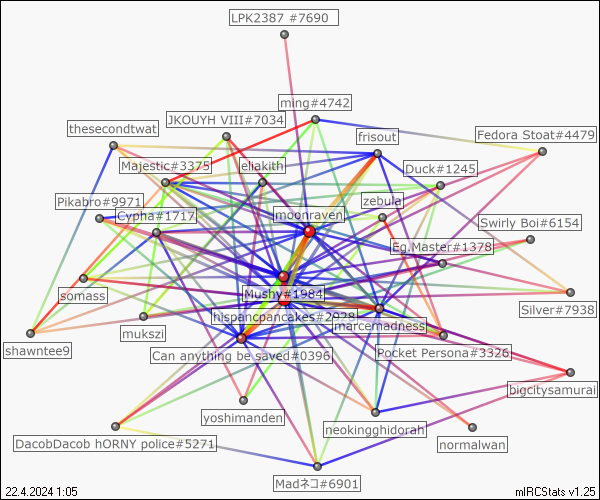 LPK2387 #7690
ming#4742
JKOUYH VIII#7034
thesecondtwat
frisout
Fedora Stoat#4479
Majestic#3375
eliakith
Duck#1245
Pikabro#9971
zebula
Cypha#1717
moonraven
Swirly Boi#6154
Eg.Master#1378
somass
Mushy#1984
Silver#7938
hispancpancakes#2928
marcemadness
mukszi
shawntee9
Can anything be saved#0396
Pocket Persona#3326
bigcitysamurai
yoshimanden
neokingghidorah
DacobDacob hORNY police#5271
normalwan
Madネコ#6901
22.4.2024 1:05
mIRCStats v1.25